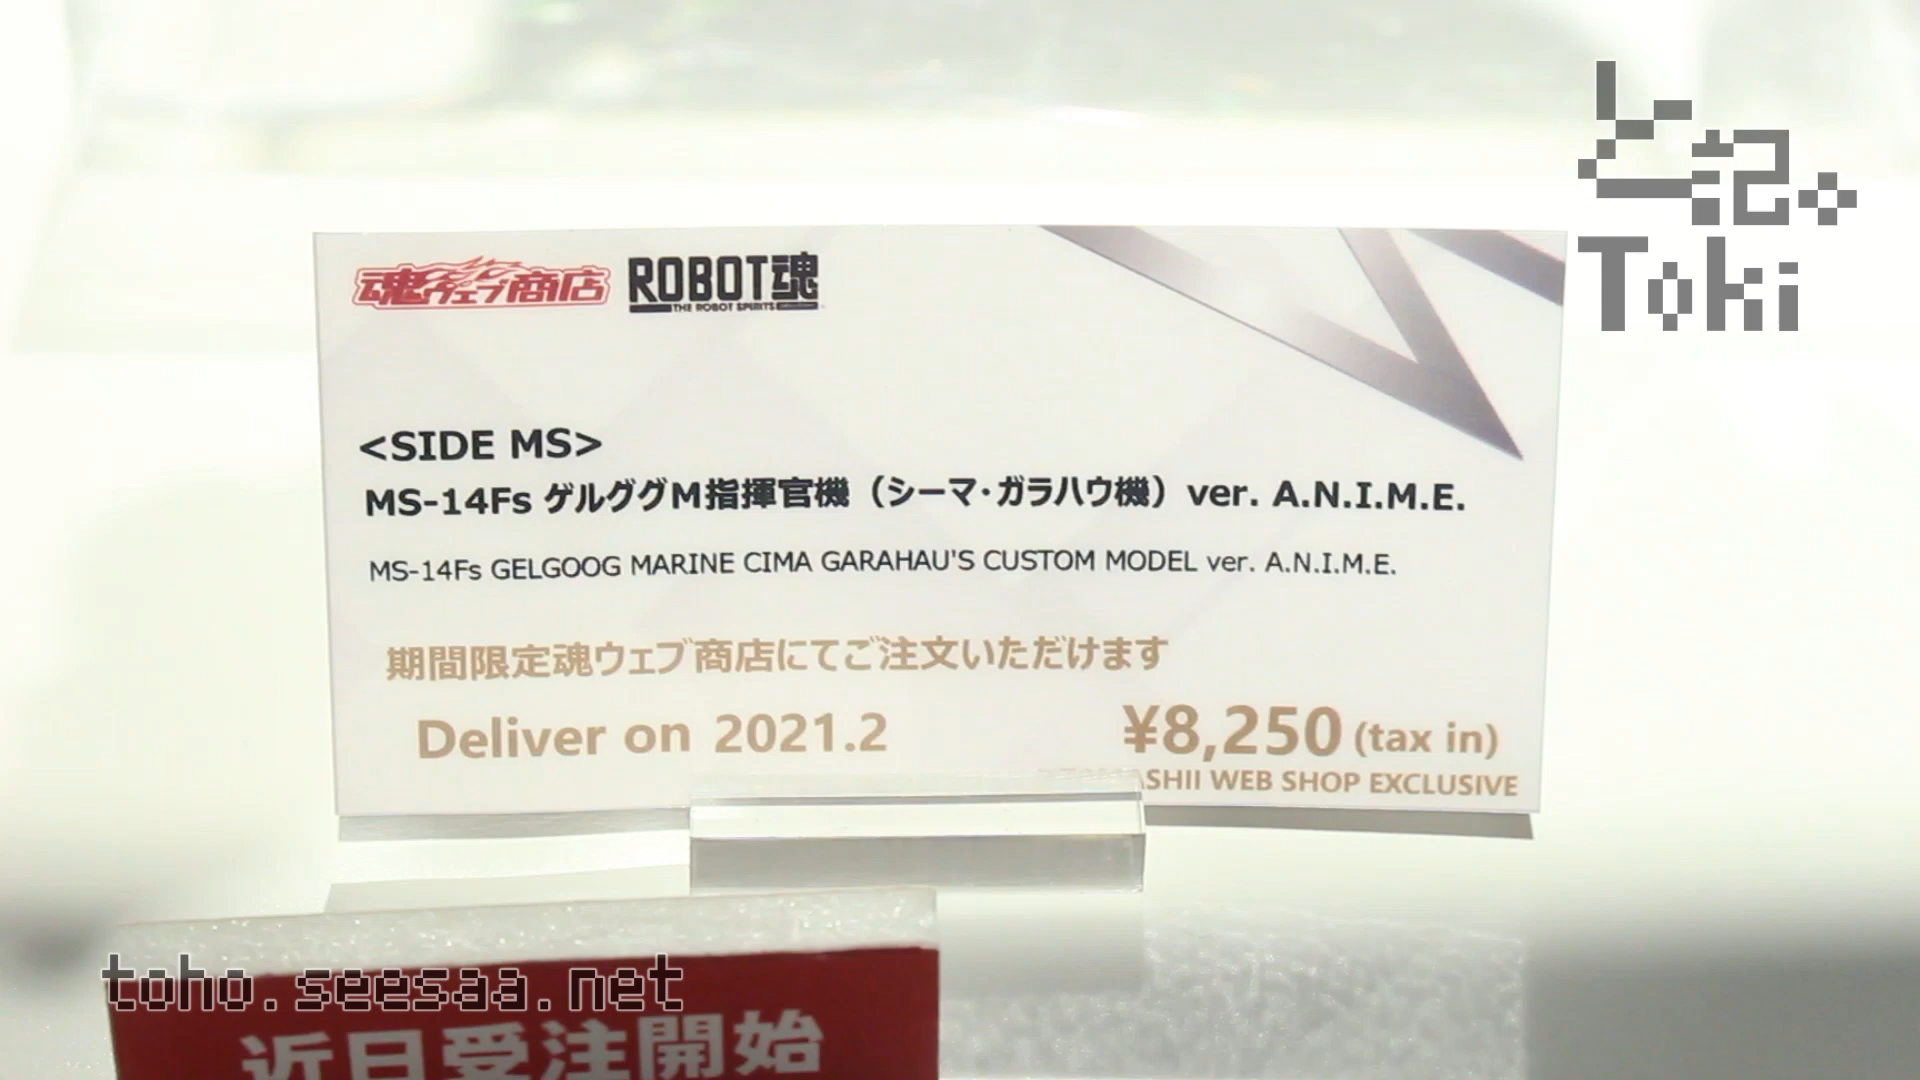 と記。
Toki
魂ウェブ商店 ROBOT魂
THE ROBOT SPIRITS
<SIDE MS>
MS-14Fs ゲルググM指揮官機（シーマ・ガラハウ機）ver. A.N.I.M.E.
MS-14Fs GELGOOG MARINE CIMA GARAHAU'S CUSTOM MODEL ver. A.N.I.M.E.
期間限定魂ウェブ商店にてご注文いただけます
Deliver on 2021.2 ¥8,250 (tax in)
WEB SHOP EXCLUSIVE
toho.seesaa.net
近日受注開始